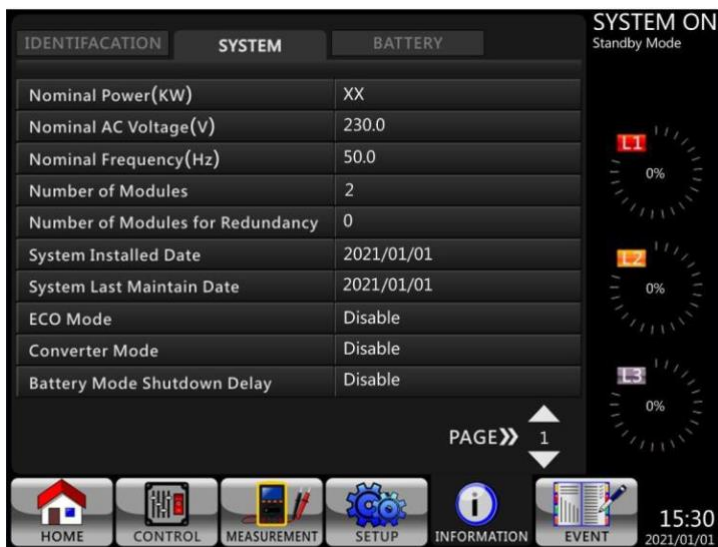 SYSTEM ON
Standby Mode
IDENTIFACATION SYSTEM BATTERY
Nominal Power(KW) XX
Nominal AC Voltage(V) 230.0
Nominal Frequency(Hz) 50.0
Number of Modules 2
Number of Modules for Redundancy 0
System Installed Date 2021/01/01
System Last Maintain Date 2021/01/01
ECO Mode Disable
Converter Mode Disable
Battery Mode Shutdown Delay Disable
PAGE» 1
L1
0%
L2
0%
L3
0%
HOME CONTROL MEASUREMENT SETUP INFORMATION EVENT
15:30
2021/01/01